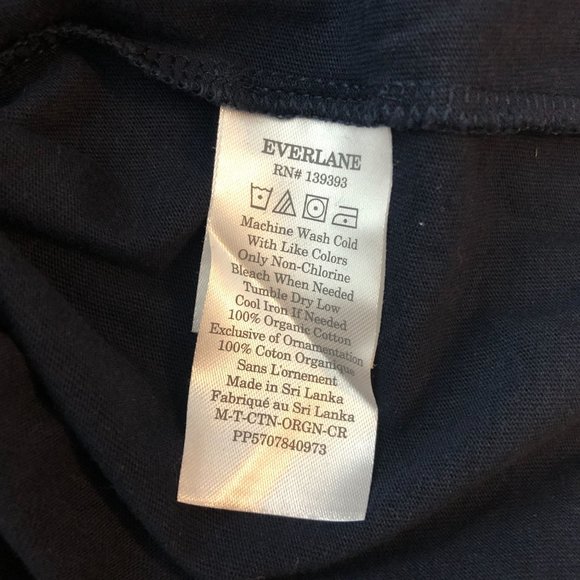 EVERLANE
RN# 139393
Machine Wash Cold
With Like Colors
Only Non-Chlorine
Bleach When Needed
Tumble Dry Low
Cool Iron If Needed
100% Organic Cotton
Exclusive of Ornamentation
100% Coton Organique
Sans L'ornement
Made in Sri Lanka
Fabriqué au Sri Lanka
M-T-CTN-ORGN-CR
PP5707840973